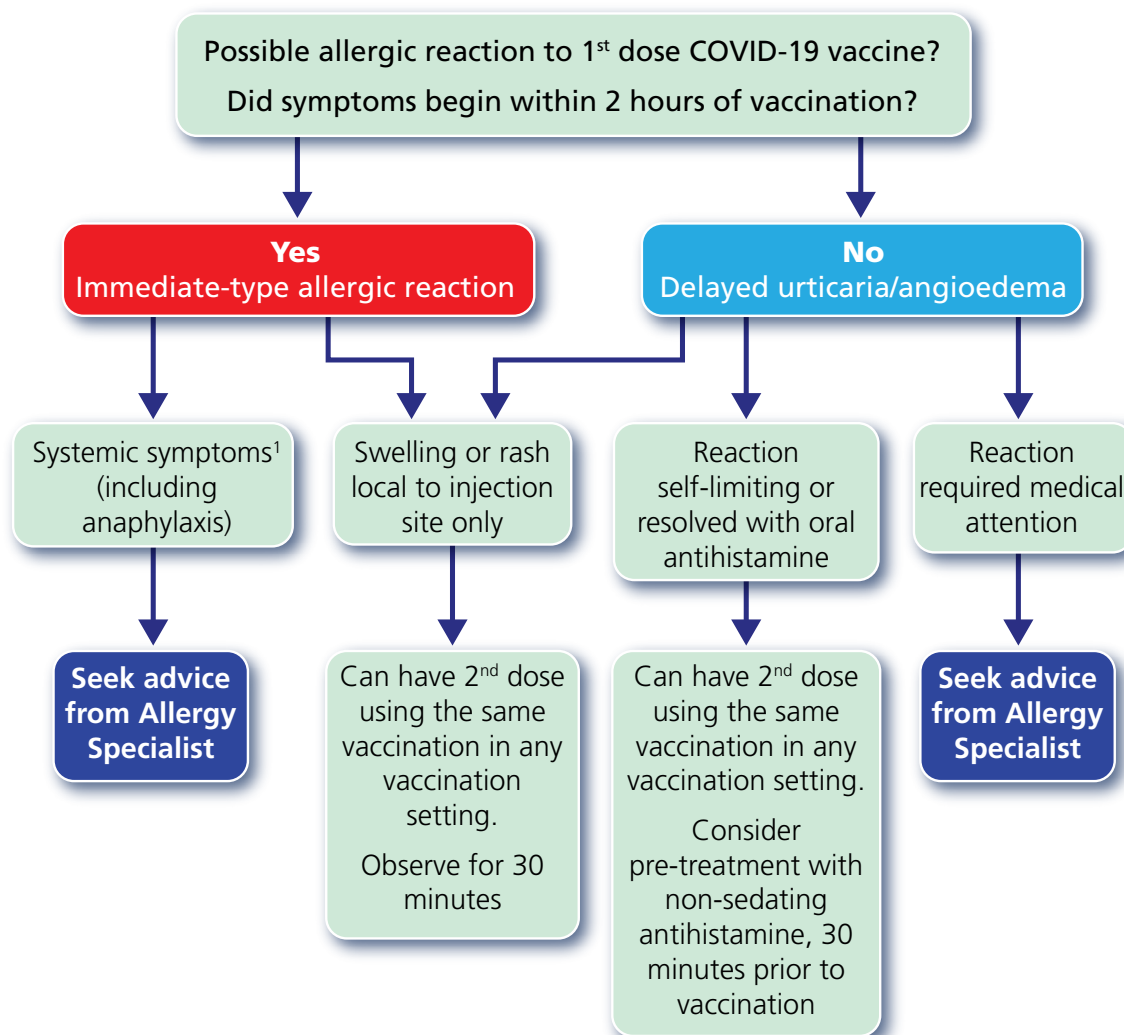 Possible allergic reaction to 1st dose COVID-19 vaccine?
Did symptoms begin within 2 hours of vaccination?
Yes
Immediate-type allergic reaction
No
Delayed urticaria/angioedema
Systemic symptoms1
(including
anaphylaxis)
Swelling or rash
local to injection
site only
Reaction
self-limiting or
resolved with oral
antihistamine
Reaction
required medical
attention
Seek advice
from Allergy
Specialist
Can have 2nd dose
using the same
vaccination in any
vaccination
setting.
Observe for 30
minutes
Can have 2nd dose
using the same
vaccination in any
vaccination setting.
Consider
pre-treatment with
non-sedating
antihistamine, 30
minutes prior to
vaccination
Seek advice
from Allergy
Specialist